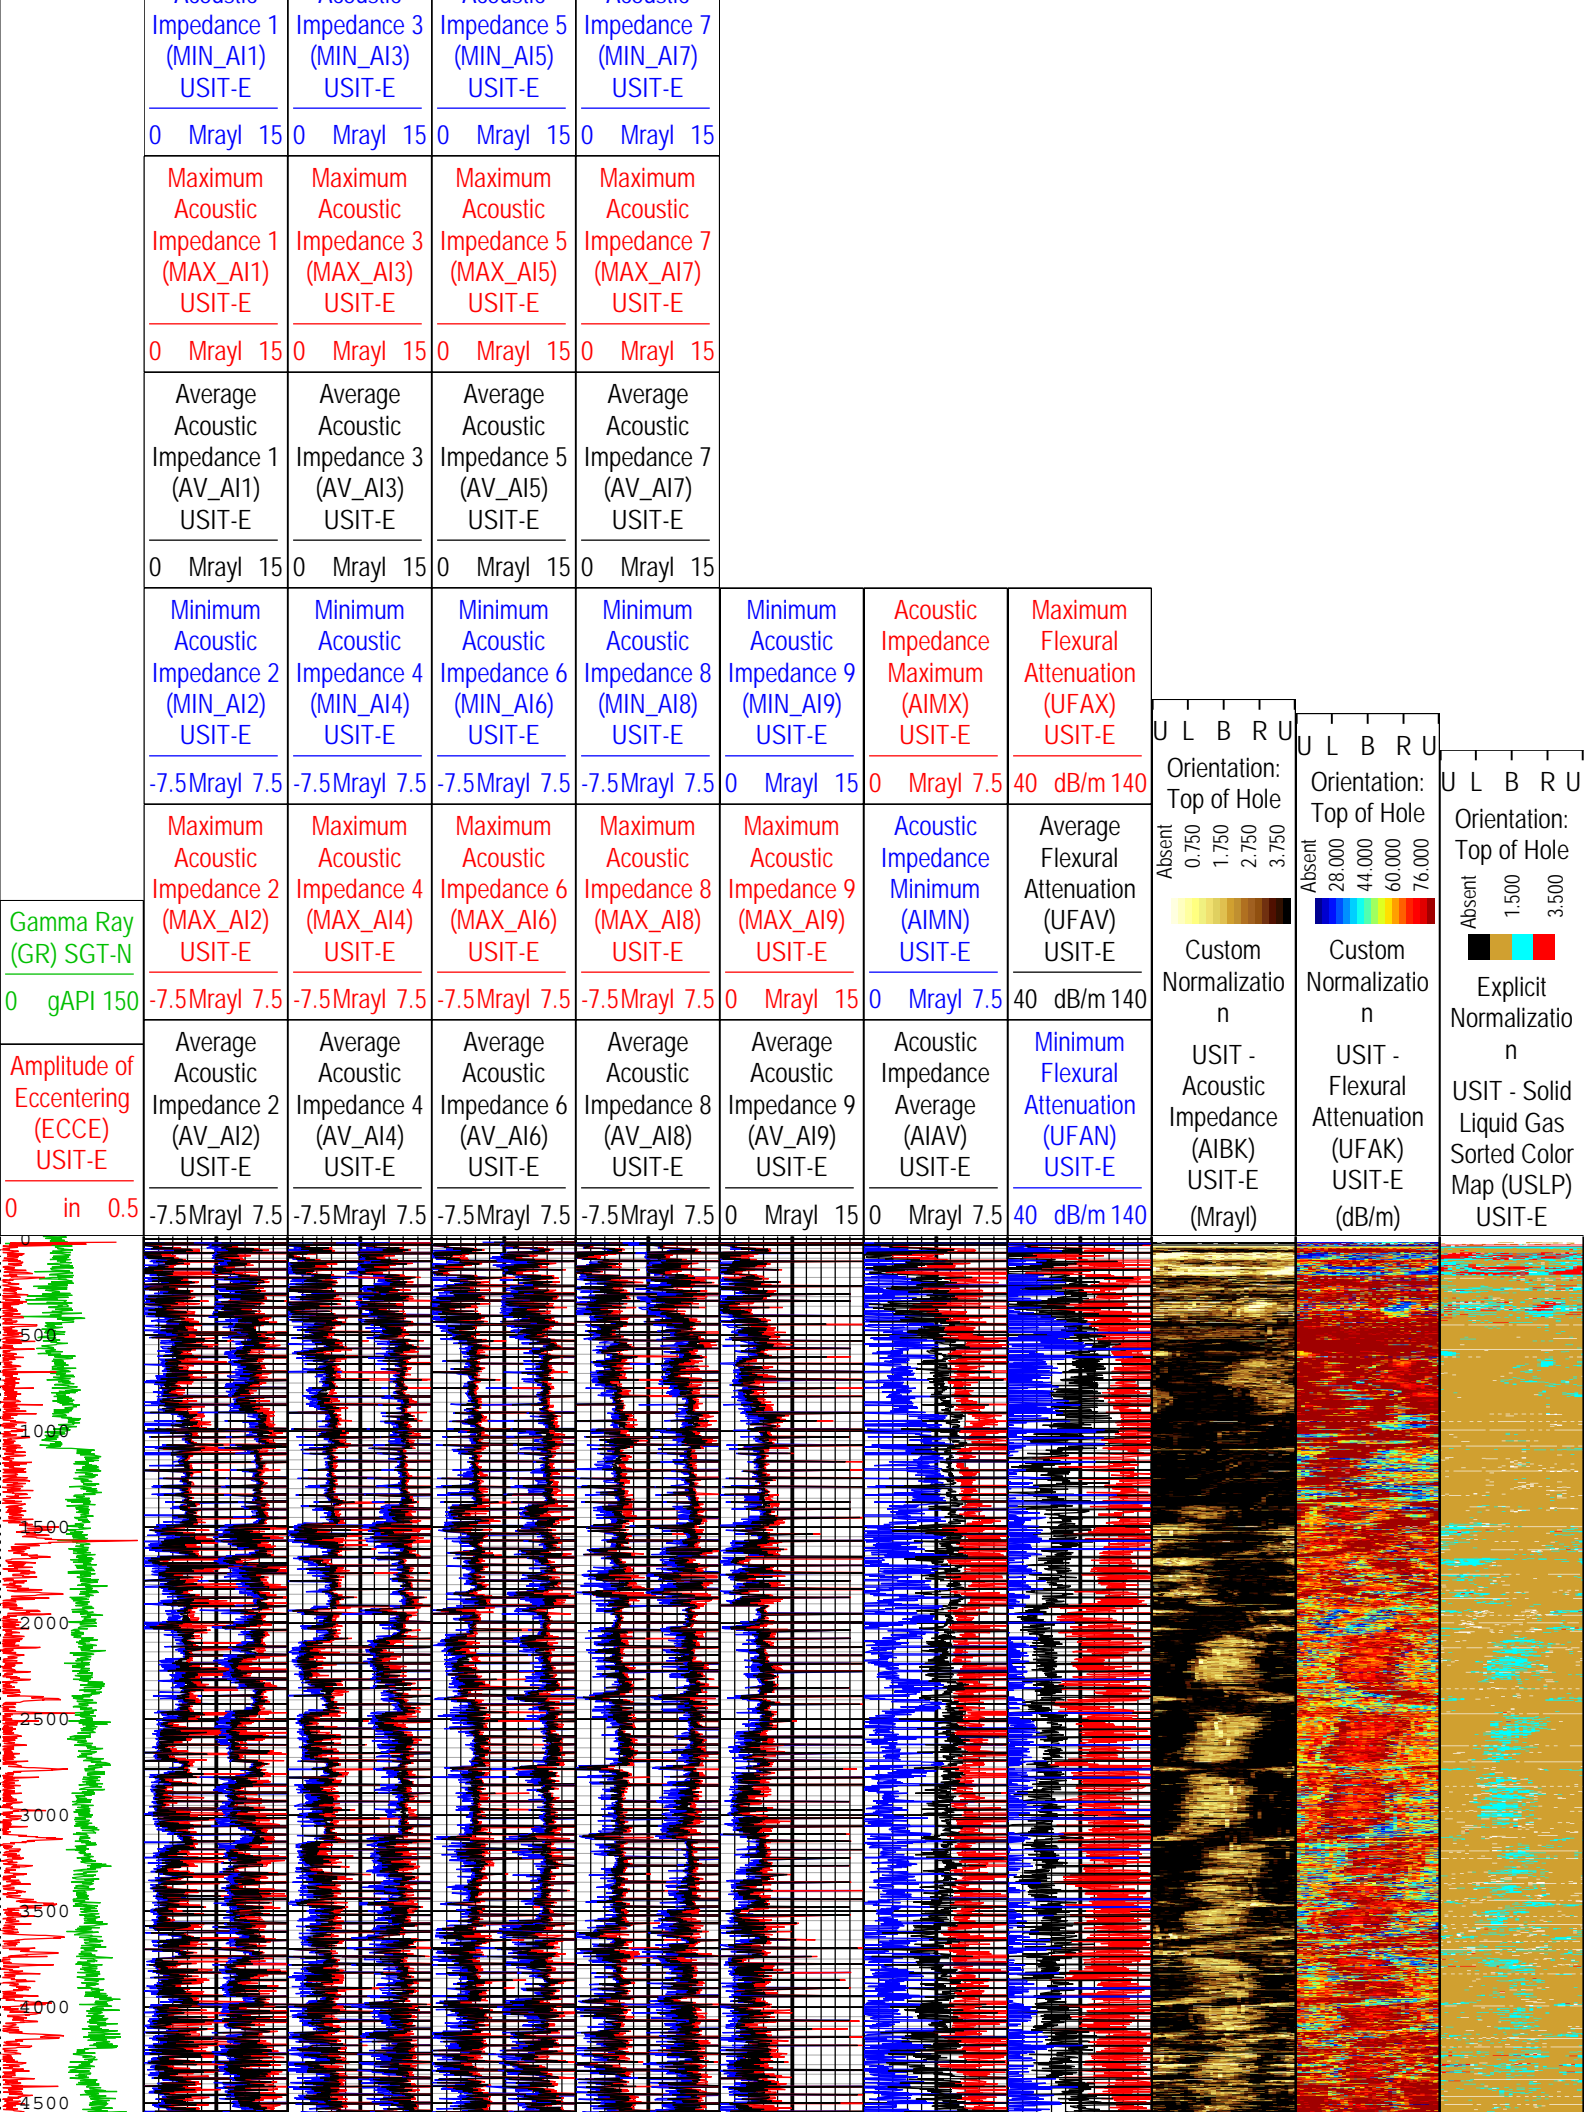 Acoustic Acoustic Acoustic Acoustic
Impedance 1 Impedance 3 Impedance 5 Impedance 7
(MIN_AI1) (MIN_AI3) (MIN_AI5) (MIN_AI7)
USIT-E USIT-E USIT-E USIT-E
0 Mrayl 15 0 Mrayl 15 0 Mrayl 15 0 Mrayl 15
Maximum Maximum Maximum Maximum
Acoustic Acoustic Acoustic Acoustic
Impedance 1 Impedance 3 Impedance 5 Impedance 7
(MAX_AI1) (MAX_AI3) (MAX_AI5) (MAX_AI7)
USIT-E USIT-E USIT-E USIT-E
0 Mrayl 15 0 Mrayl 15 0 Mrayl 15 0 Mrayl 15
Average Average Average Average
Acoustic Acoustic Acoustic Acoustic
Impedance 1 Impedance 3 Impedance 5 Impedance 7
(AV_AI1) (AV_AI3) (AV_AI5) (AV_AI7)
USIT-E USIT-E USIT-E USIT-E
0 Mrayl 15 0 Mrayl 15 0 Mrayl 15 0 Mrayl 15
Minimum Minimum Minimum Minimum Minimum Acoustic Maximum
Acoustic Acoustic Acoustic Acoustic Acoustic Impedance Flexural
Impedance 2 Impedance 4 Impedance 6 Impedance 8 Impedance 9 Maximum Attenuation
(MIN_AI2) (MIN_AI4) (MIN_AI6) (MIN_AI8) (MIN_AI9) (AIMX) (UFAX)
USIT-E USIT-E USIT-E USIT-E USIT-E USIT-E USIT-E
-7.5 Mrayl 7.5 -7.5 Mrayl 7.5 -7.5 Mrayl 7.5 -7.5 Mrayl 7.5 0 Mrayl 15 0 Mrayl 7.5 40 dB/m 140
Maximum Maximum Maximum Maximum Maximum Acoustic Average
Acoustic Acoustic Acoustic Acoustic Acoustic Impedance Flexural
Impedance 2 Impedance 4 Impedance 6 Impedance 8 Impedance 9 Minimum Attenuation
(MAX_AI2) (MAX_AI4) (MAX_AI6) (MAX_AI8) (MAX_AI9) (AIMN) (UFAV)
USIT-E USIT-E USIT-E USIT-E USIT-E USIT-E USIT-E
-7.5 Mrayl 7.5 -7.5 Mrayl 7.5 -7.5 Mrayl 7.5 -7.5 Mrayl 7.5 0 Mrayl 15 0 Mrayl 7.5 40 dB/m 140
Average Average Average Average Average Acoustic Minimum
Acoustic Acoustic Acoustic Acoustic Acoustic Impedance Flexural
Impedance 2 Impedance 4 Impedance 6 Impedance 8 Impedance 9 Average Attenuation
(AV_AI2) (AV_AI4) (AV_AI6) (AV_AI8) (AV_AI9) (AIAV) (UFAN)
USIT-E USIT-E USIT-E USIT-E USIT-E USIT-E USIT-E
-7.5 Mrayl 7.5 -7.5 Mrayl 7.5 -7.5 Mrayl 7.5 -7.5 Mrayl 7.5 0 Mrayl 15 0 Mrayl 7.5 40 dB/m 140
Gamma Ray
(GR) SGT-N
0 gAPI 150
Amplitude of
Eccentering
(ECCE)
USIT-E
0 in 0.5
U L B R U
Orientation:
Top of Hole
Absent 0.750 1.750 2.750 3.750
Custom
Normalizatio
n
USIT -
Acoustic
Impedance
(AIBK)
USIT-E
(Mrayl)
U L B R U
Orientation:
Top of Hole
Absent 28.000 44.000 60.000 76.000
Custom
Normalizatio
n
USIT -
Flexural
Attenuation
(UFAK)
USIT-E
(dB/m)
U L B R U
Orientation:
Top of Hole
Absent 1.500 3.500
Explicit
Normalizatio
n
USIT - Solid
Liquid Gas
Sorted Color
Map (USLP)
USIT-E
0
500
1000
1500
2000
2500
3000
3500
4000
4500